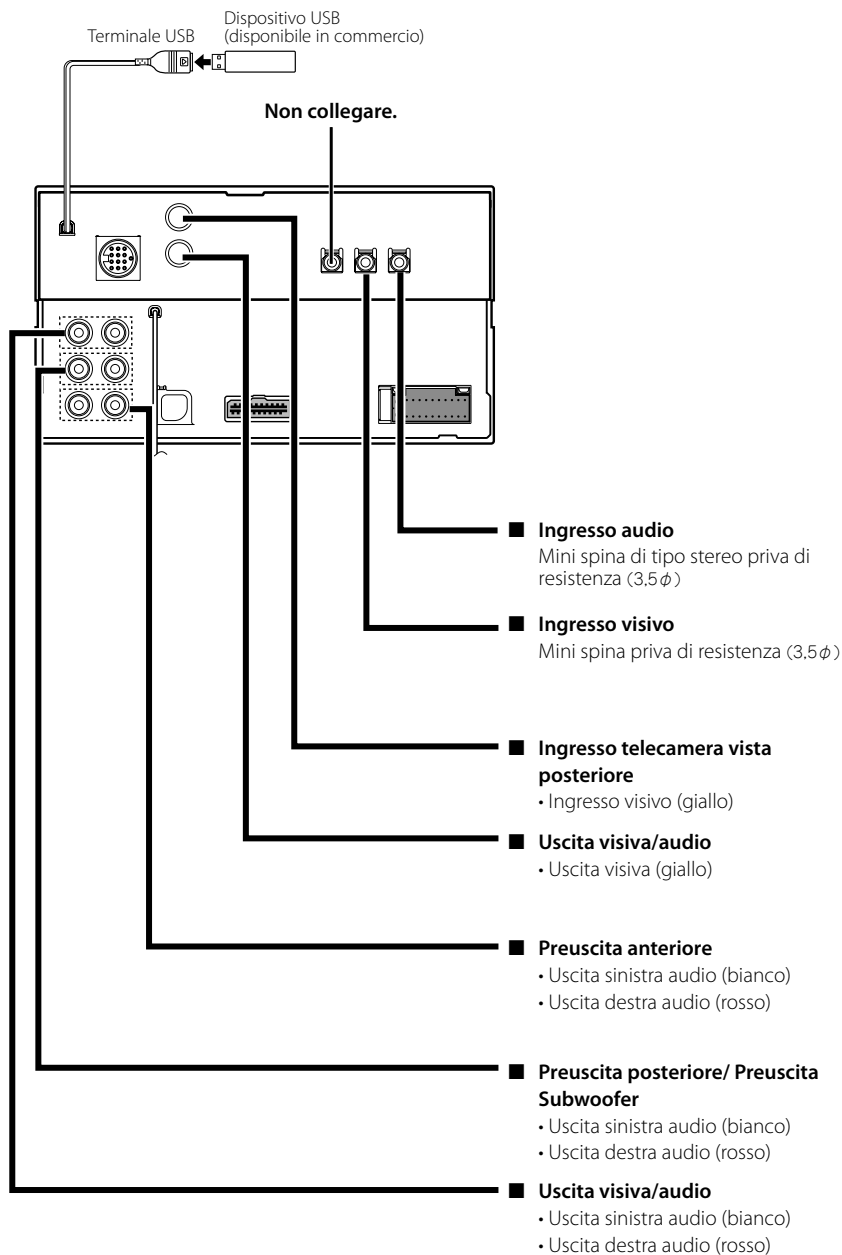 Dispositivo USB
Terminale USB
(disponibile in commercio)
Non collegare.
■ Ingresso audio
Mini spina di tipo stereo priva di
resistenza (3,5φ)
■ Ingresso visivo
Mini spina priva di resistenza (3,5φ)
■ Ingresso telecamera vista
posteriore
• Ingresso visivo (giallo)
■ Uscita visiva/audio
• Uscita visiva (giallo)
■ Preuscita anteriore
• Uscita sinistra audio (bianco)
• Uscita destra audio (rosso)
■ Preuscita posteriore/ Preuscita
Subwoofer
• Uscita sinistra audio (bianco)
• Uscita destra audio (rosso)
■ Uscita visiva/audio
• Uscita sinistra audio (bianco)
• Uscita destra audio (rosso)